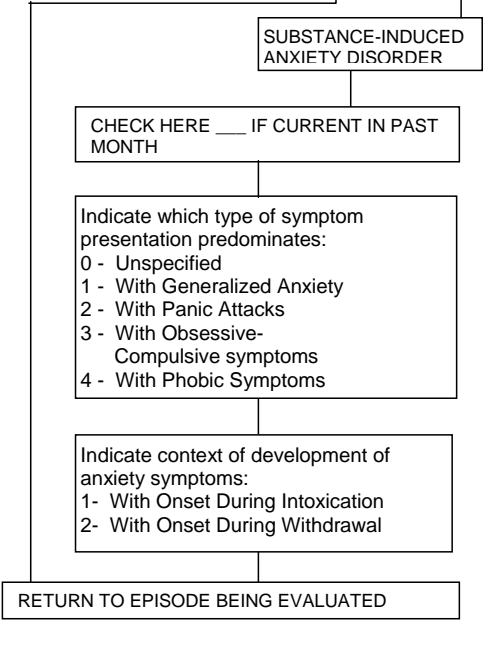 SUBSTANCE-INDUCED
ANXIETY DISORDER
CHECK HERE ___ IF CURRENT IN PAST
MONTH
Indicate which type of symptom
presentation predominates:
0 - Unspecified
1 - With Generalized Anxiety
2 - With Panic Attacks
3 - With Obsessive-
Compulsive symptoms
4 - With Phobic Symptoms
Indicate context of development of
anxiety symptoms:
1- With Onset During Intoxication
2- With Onset During Withdrawal
RETURN TO EPISODE BEING EVALUATED